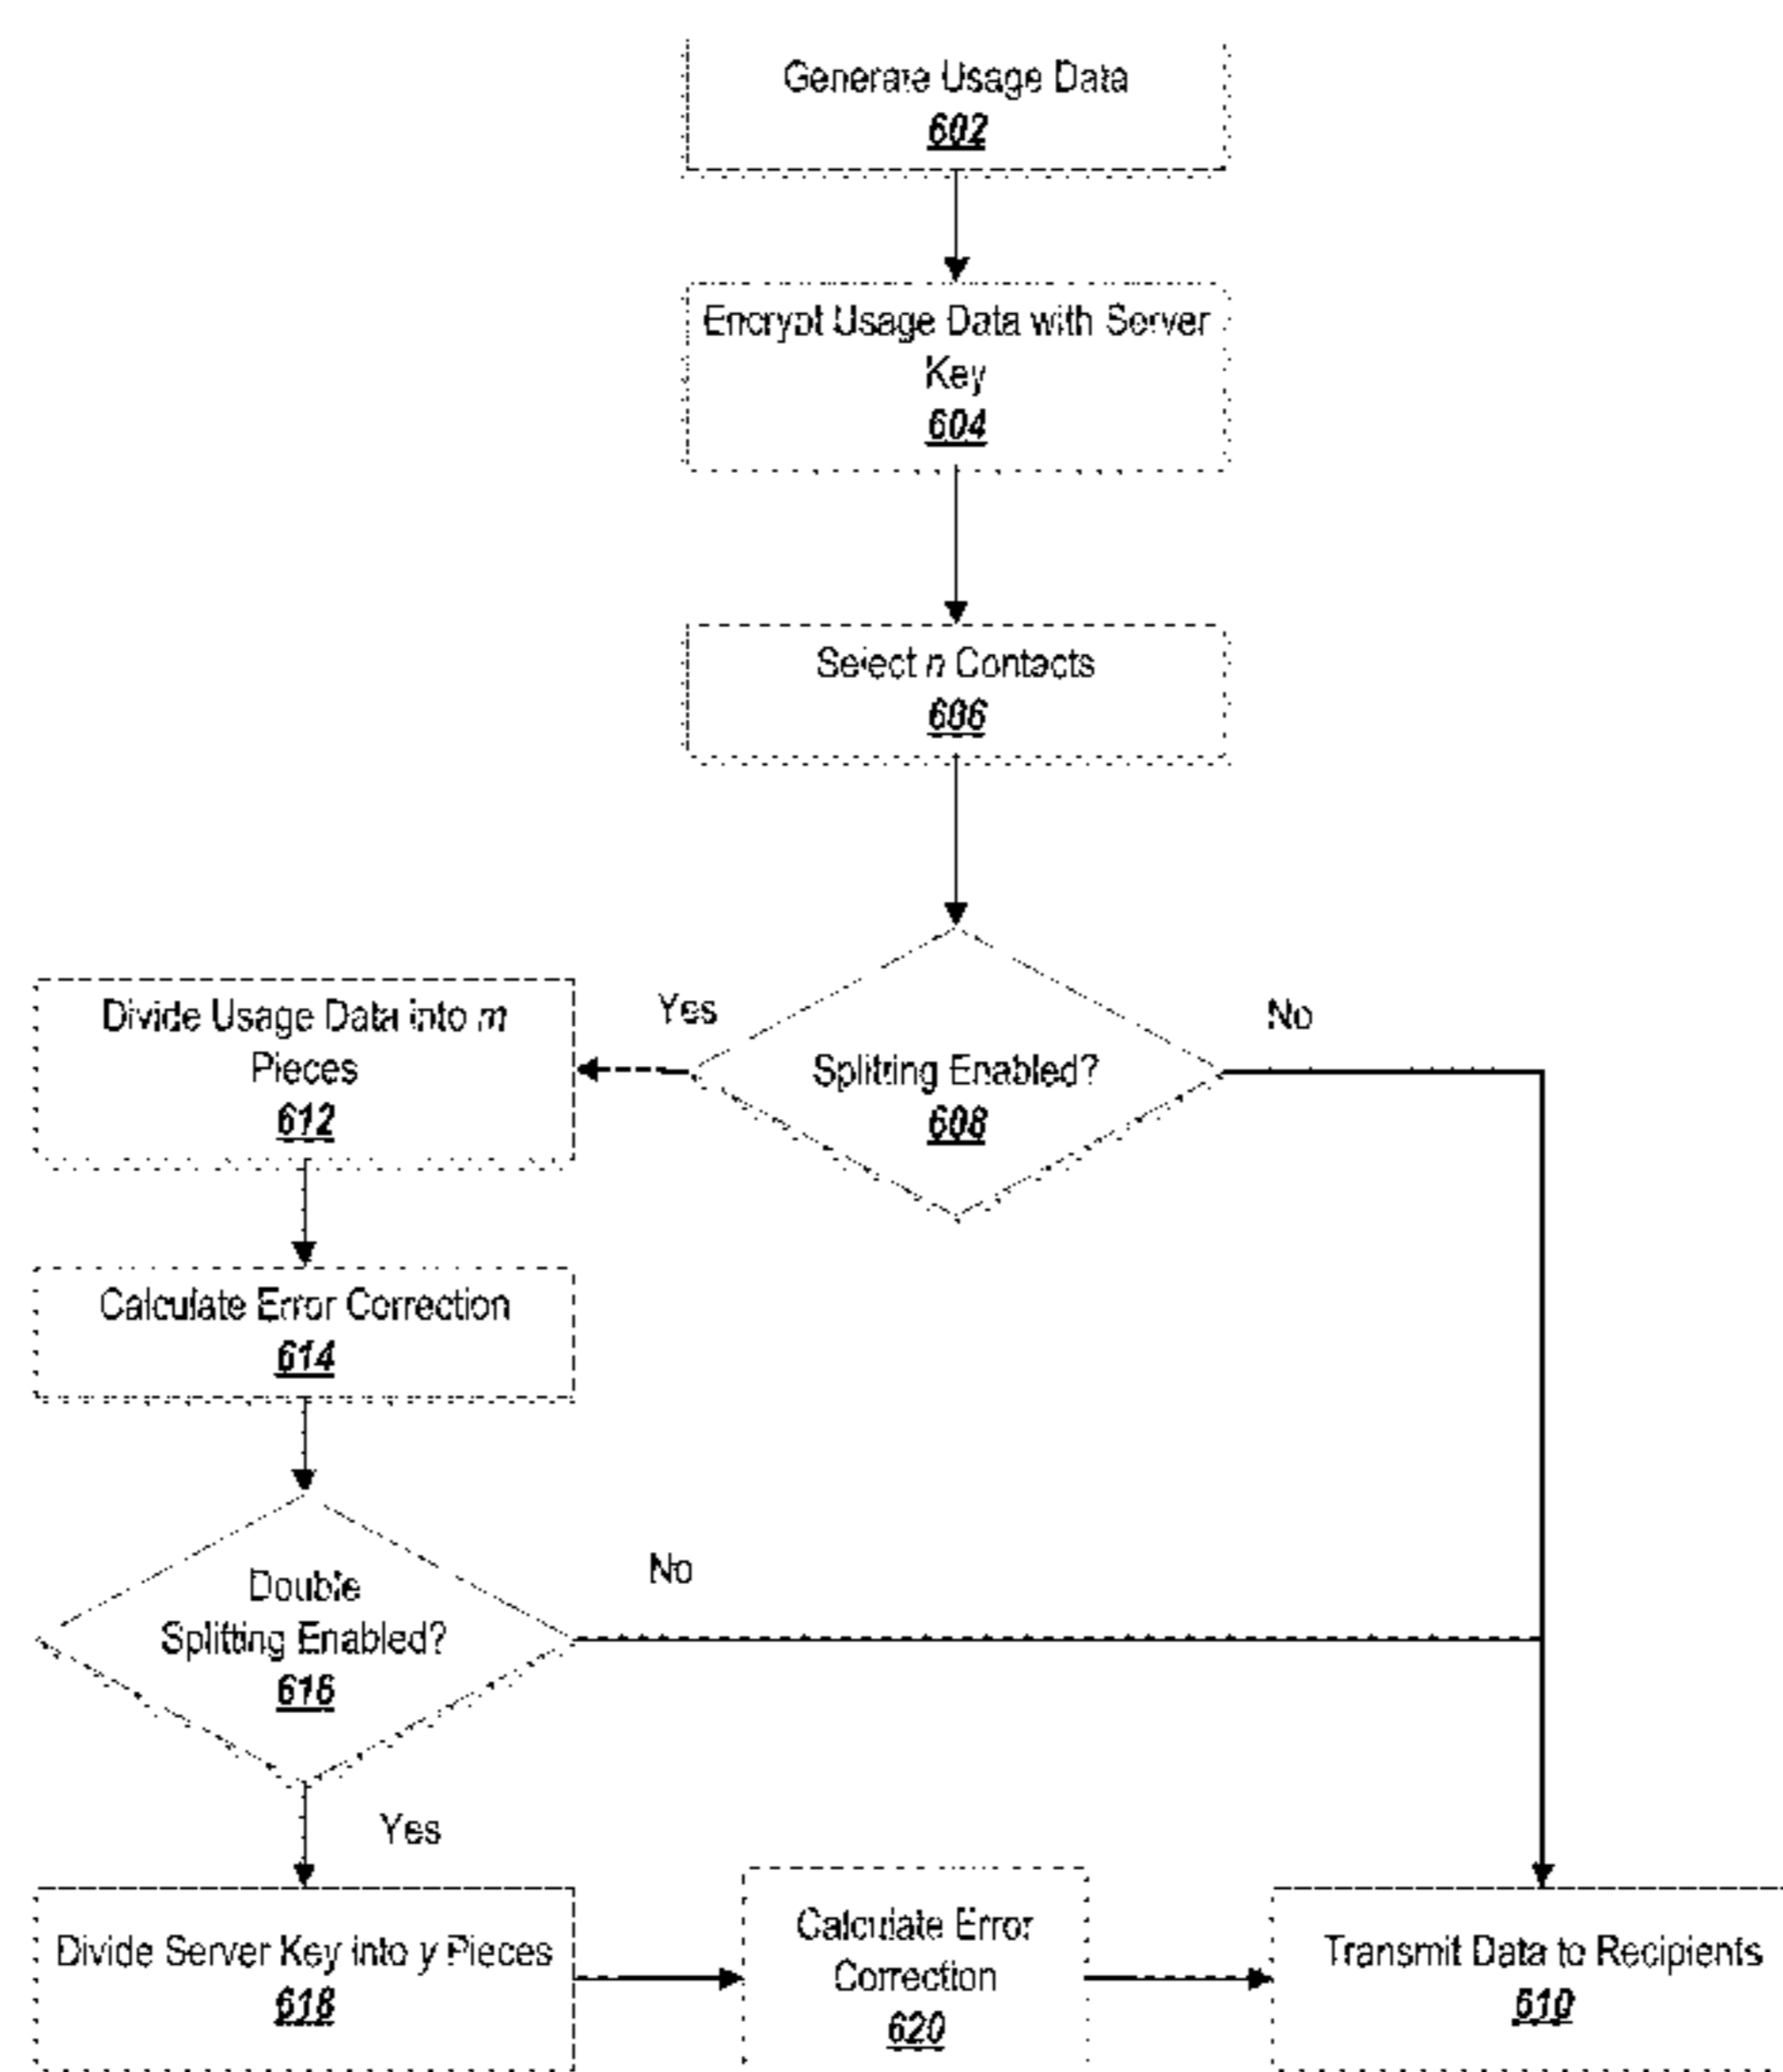 Generate Usage Data
602
Encrypt Usage Data with Server
Key
604
Select n Contacts
606
Splitting Enabled?
608
Yes
No
Divide Usage Data into m
Pieces
612
Calculate Error Correction
614
Double
Splitting Enabled?
616
No
Yes
Divide Server Key into y Pieces
618
Calculate Error
Correction
620
Transmit Data to Recipients
610